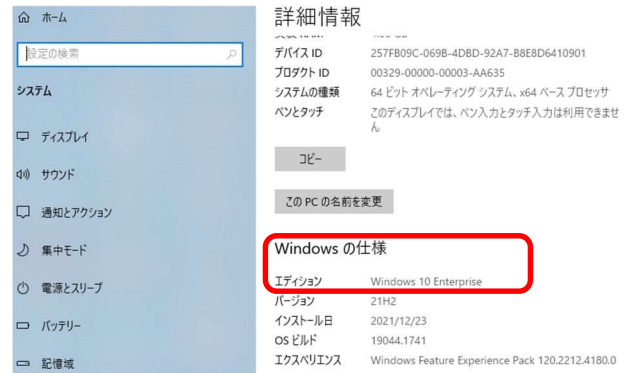 ホーム
設定の検索
システム
ディスプレイ
サウンド
通知とアクション
集中モード
電源とスリープ
バッテリー
記憶域
詳細情報
デバイス ID 257FB09C-069B-4DBD-92A7-B8E8D6410901
プロダクト ID 00329-00000-00003-AA635
システムの種類 64 ビット オペレーティング システム、x64 ベース プロセッサ
ペンとタッチ このディスプレイでは、ペン入力とタッチ入力は利用できませ
ん
コピー
この PC の名前を変更
Windows の仕様
エディション Windows 10 Enterprise
バージョン 21H2
インストール日 2021/12/23
OS ビルド 19044.1741
エクスペリエンス Windows Feature Experience Pack 120.2212.4180.0